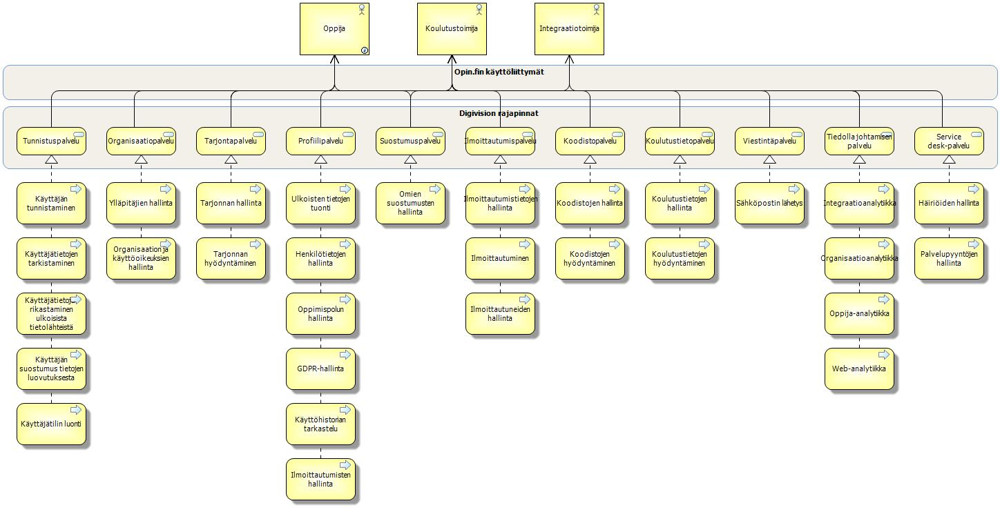 Oppija
Koulutustoimija
Integraatiotoimija
Opin.fin käyttöliittymät
Digivision rajapinnat
Tunnistuspalvelu
Organisaatiopalvelu
Tarjontapalvelu
Profiilipalvelu
Suostumuspalvelu
Ilmoittautumispalvelu
Koodistopalvelu
Koulutustietopalvelu
Viestintäpalvelu
Tiedolla johtamisen
palvelu
Service
desk-palvelu
Käyttäjän
tunnistaminen
Ylläpitäjien hallinta
Tarjonnan hallinta
Ulkoisten tietojen
tuonti
Omien
suostumusten
hallinta
Ilmoittautumistietojen
hallinta
Koodistojen hallinta
Koulutustietojen
hallinta
Sähköpostin lähetys
Integraatioanalytiikka
Häiriöiden hallinta
Käyttäjätietojen
tarkistaminen
Organisaation ja
käyttöoikeuksien
hallinta
Tarjonnan
hyödyntäminen
Henkilötietojen
hallinta
Ilmoittautuminen
Koodistojen
hyödyntäminen
Koulutustietojen
hyödyntäminen
Organisaatioanalytiikka
Palvelupyyntöjen
hallinta
Käyttäjätietojen
rikastaminen
ulkoisista
tietolähteistä
Oppimispolun
hallinta
Ilmoittautuneiden
hallinta
Oppija-analytiikka
Käyttäjän
suostumus tietojen
luovutuksesta
GDPR-hallinta
Web-analytiikka
Käyttäjätilin luonti
Käyttöhistorian
tarkastelu
Ilmoittautumisten
hallinta